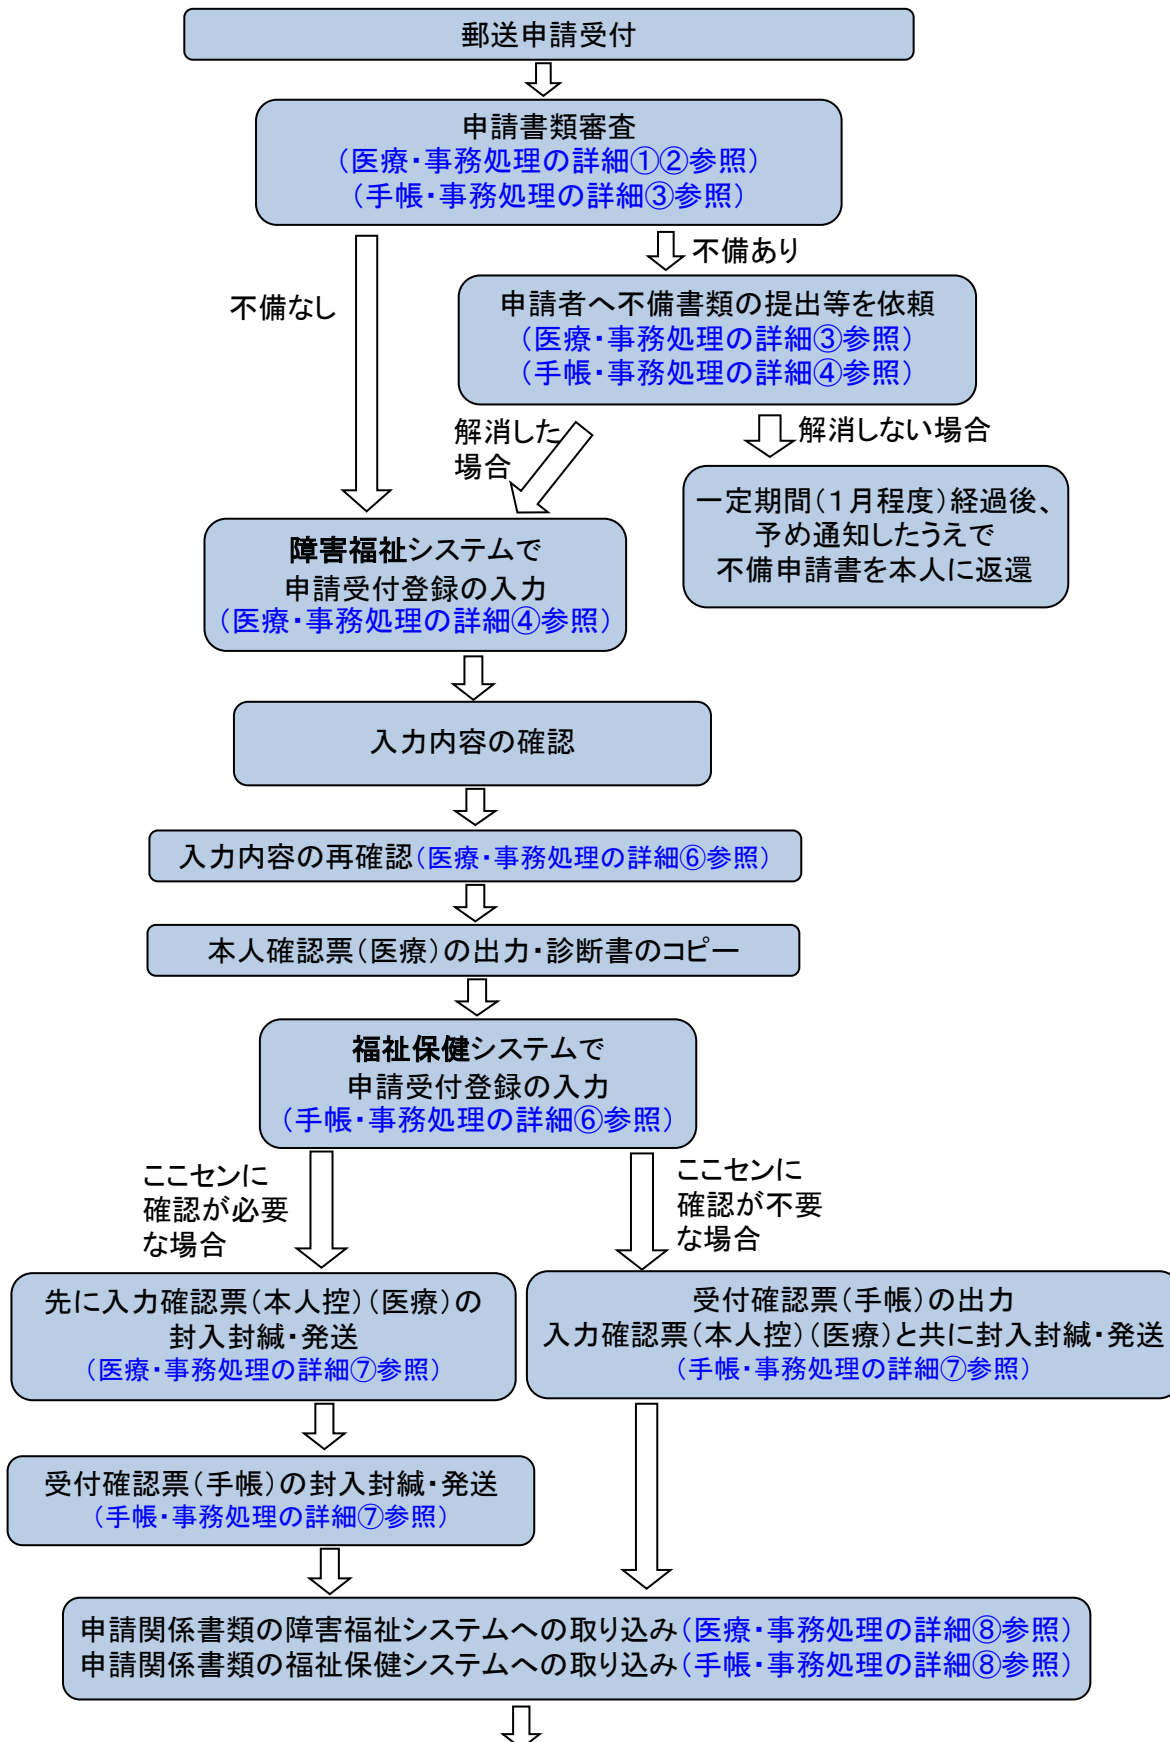 郵送申請受付
申請書類審査
（医療・事務処理の詳細①②参照）
（手帳・事務処理の詳細③参照）
不備なし
不備あり
申請者へ不備書類の提出等を依頼
（医療・事務処理の詳細③参照）
（手帳・事務処理の詳細④参照）
解消した
場合
解消しない場合
一定期間（１月程度）経過後、
予め通知したうえで
不備申請書を本人に返還
障害福祉システムで
申請受付登録の入力
（医療・事務処理の詳細④参照）
入力内容の確認
入力内容の再確認（医療・事務処理の詳細⑥参照）
本人確認票（医療）の出力・診断書のコピー
福祉保健システムで
申請受付登録の入力
（手帳・事務処理の詳細⑥参照）
ここセンに
確認が必要
な場合
ここセンに
確認が不要
な場合
先に入力確認票（本人控）（医療）の
封入封緘・発送
（医療・事務処理の詳細⑦参照）
受付確認票（手帳）の出力
入力確認票（本人控）（医療）と共に封入封緘・発送
（手帳・事務処理の詳細⑦参照）
受付確認票（手帳）の封入封緘・発送
（手帳・事務処理の詳細⑦参照）
申請関係書類の障害福祉システムへの取り込み（医療・事務処理の詳細⑧参照）
申請関係書類の福祉保健システムへの取り込み（手帳・事務処理の詳細⑧参照）